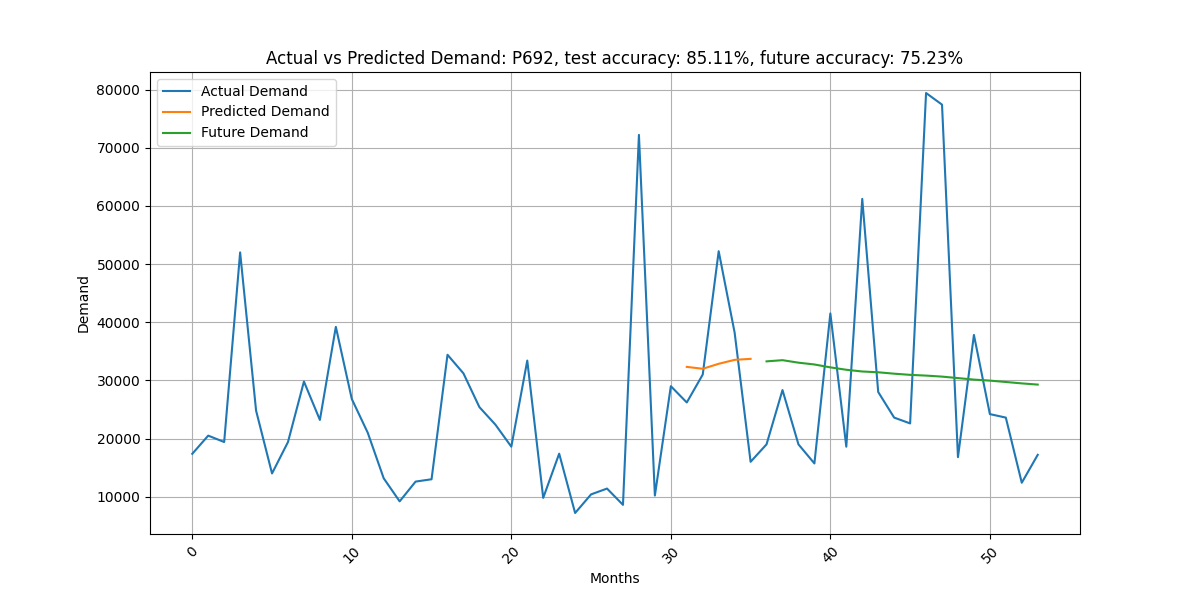 Actual vs Predicted Demand: P692, test accuracy: 85.11%, future accuracy: 75.23%
Actual Demand
Predicted Demand
Future Demand
80000
70000
60000
50000
40000
30000
20000
10000
Demand
0
10
20
30
40
50
Months